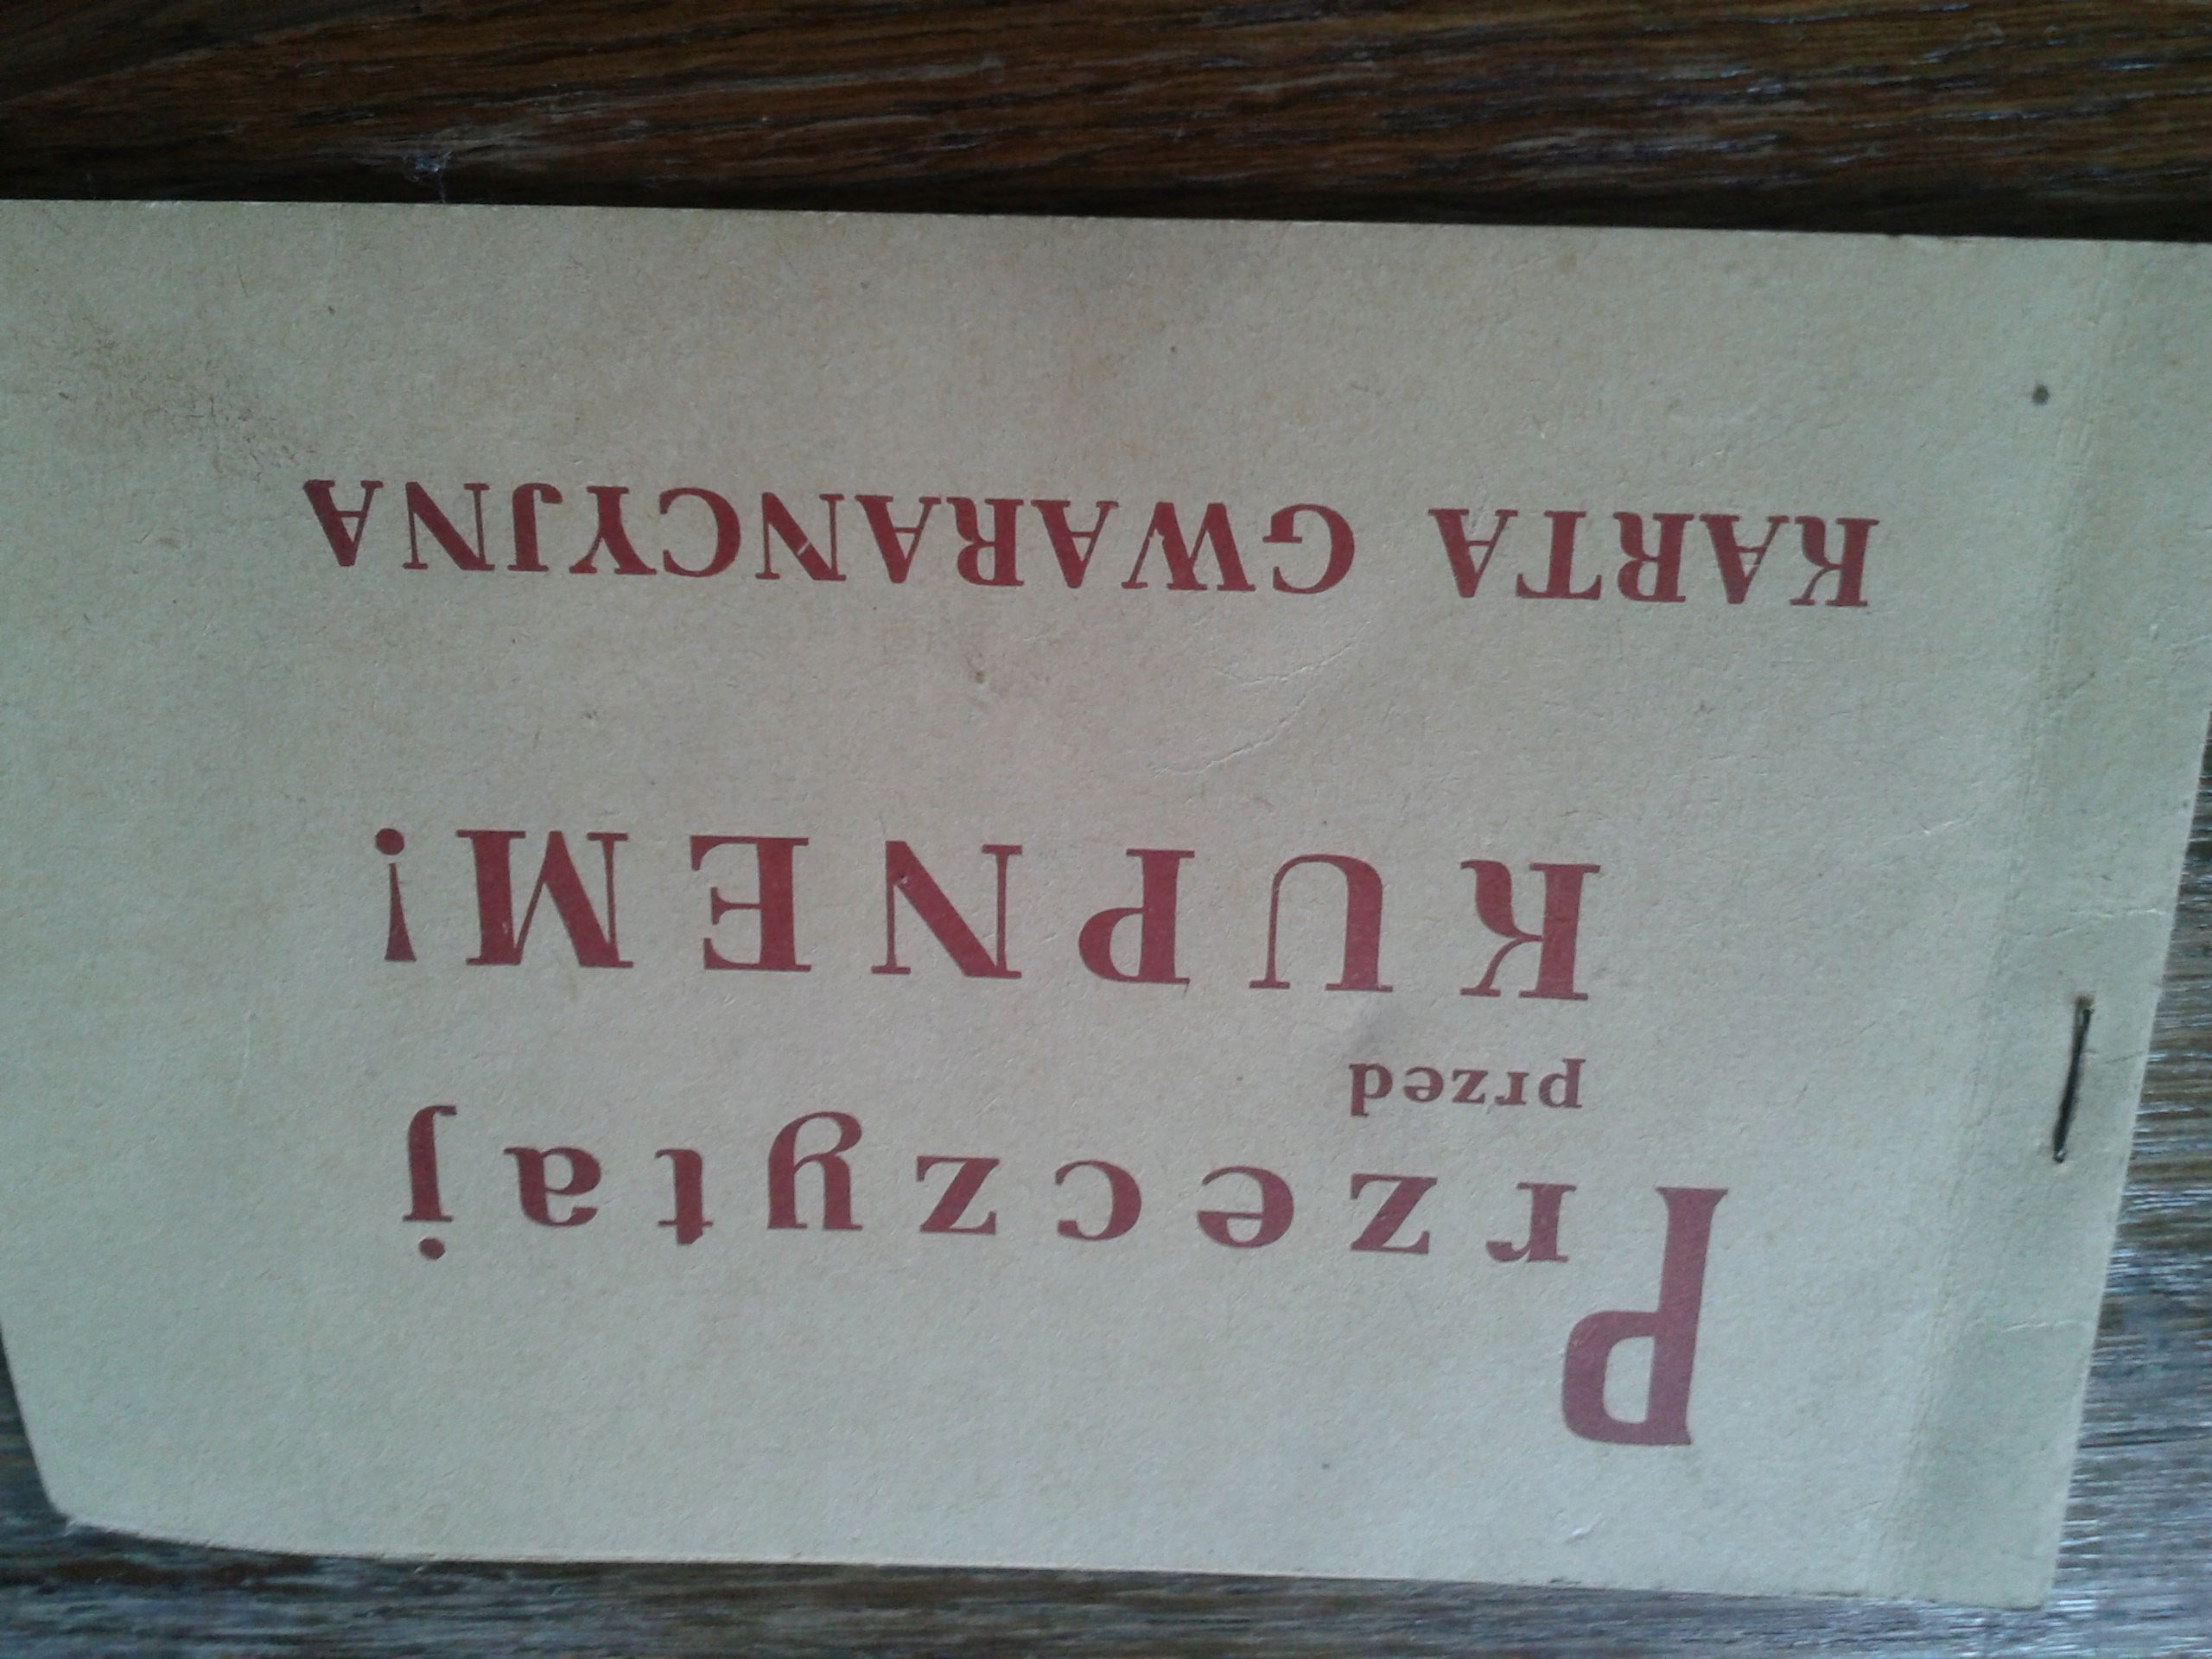 Przeczytaj
przed
KUPNEM!
KARTA GWARANCYJNA